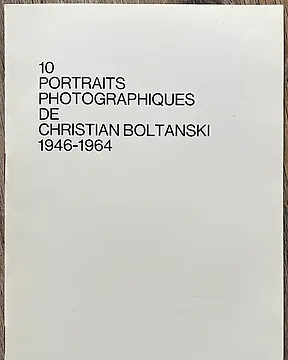 10
PORTRAITS
PHOTOGRAPHIQUES
DE
CHRISTIAN BOLTANSKI
1946-1964